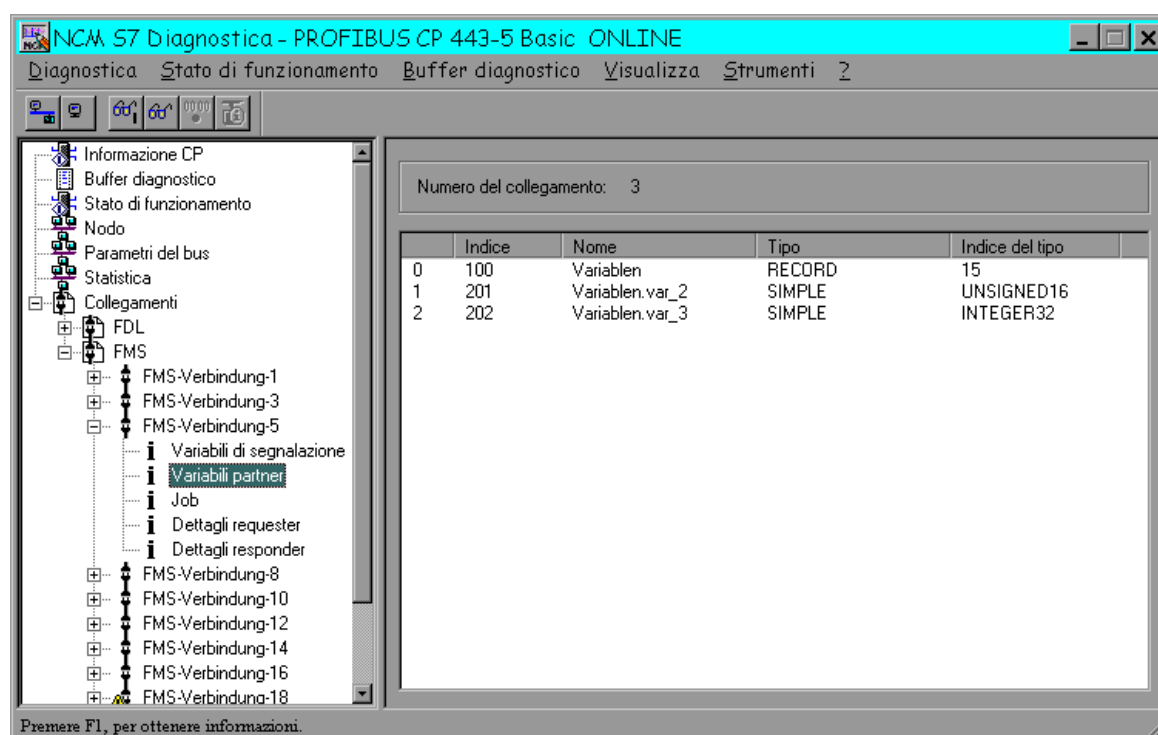 NCM S7 Diagnostica - PROFIBUS CP 443-5 Basic ONLINE
Diagnostica Stato di funzionamento Buffer diagnostico Visualizza Strumenti ?
Informazione CP
Buffer diagnostico
Stato di funzionamento
Nodo
Parametri del bus
Statistica
Collegamenti
FDL
FMS
FMS-Verbindung-1
FMS-Verbindung-3
FMS-Verbindung-5
Variabili di segnalazione
Variabili partner
Job
Dettagli requester
Dettagli responder
FMS-Verbindung-8
FMS-Verbindung-10
FMS-Verbindung-12
FMS-Verbindung-14
FMS-Verbindung-16
FMS-Verbindung-18
Numero del collegamento: 3
Indice Nome Tipo Indice del tipo
0 100 Variablen RECORD 15
1 201 Variablen.var_2 SIMPLE UNSIGNED16
2 202 Variablen.var_3 SIMPLE INTEGER32
Premere F1, per ottenere informazioni.